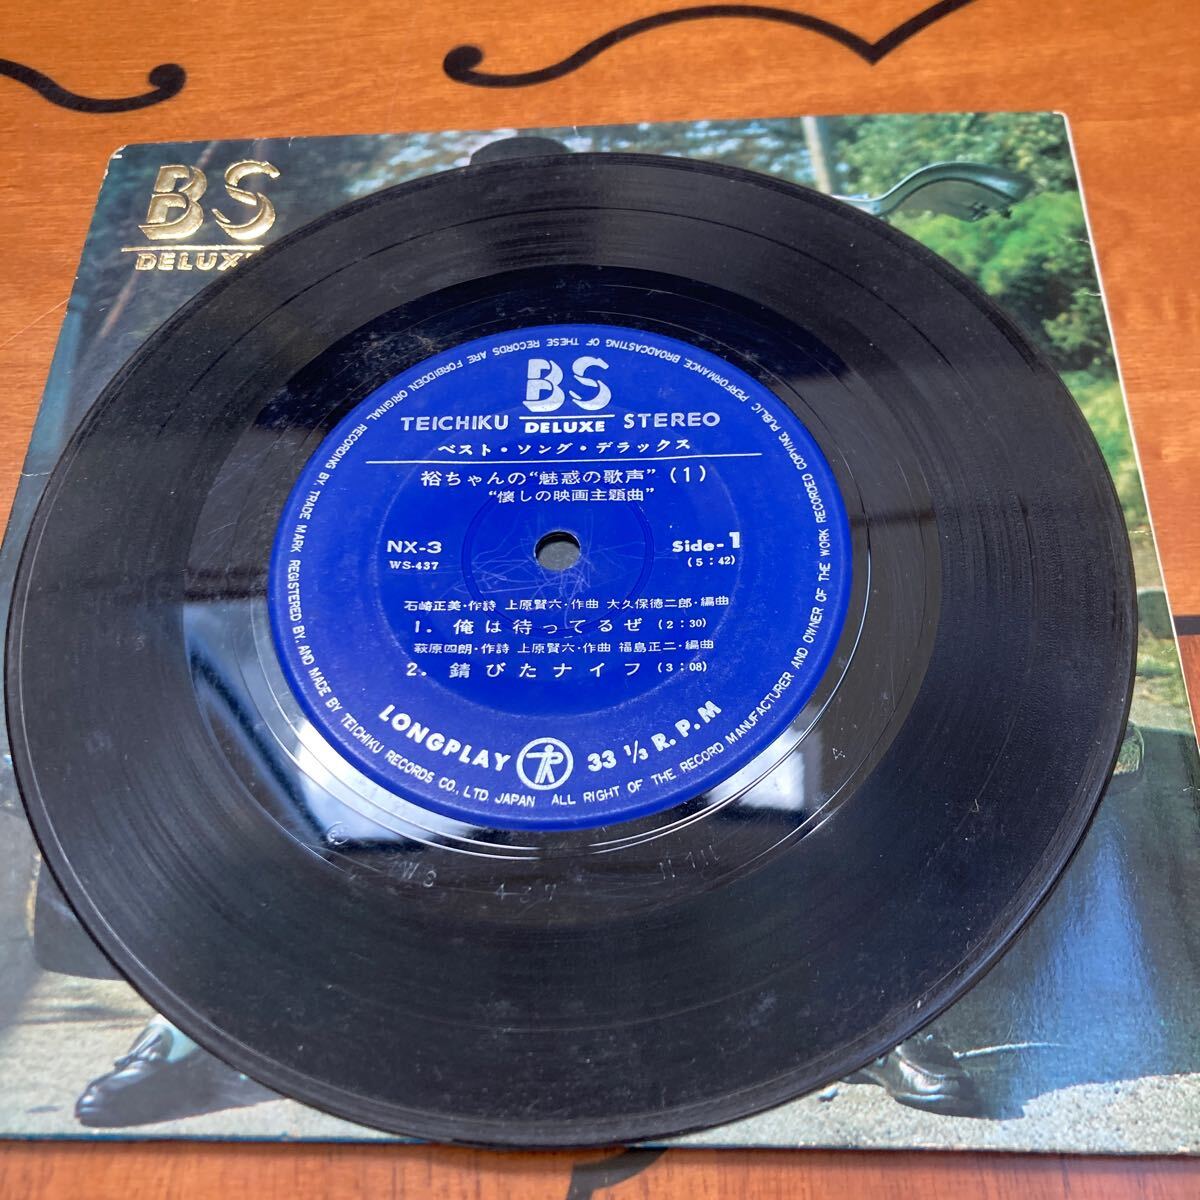 BS
DELUXE
BS
TEICHIKU DELUXE STEREO
ベスト・ソング・デラックス
裕ちゃんの“魅惑の歌声” (1)
“懐しの映画主題曲”
NX-3
WS-437
Side-1
(5:42)
石崎正美・作詩 上原賢六・作曲 大久保徳二郎・編曲
1. 俺は待ってるぜ (2:30)
萩原四朗・作詩 上原賢六・作曲 福島正二・編曲
2. 錆びたナイフ (3:08)
LONGPLAY 33 1/3 R.P.M
ORIGINAL RECORDING BY, TRADE MARK REGISTERED BY, AND MADE BY TEICHIKU RECORDS CO., LTD. JAPAN ALL RIGHT OF THE RECORD MANUFACTURER AND OWNER OF THE WORK RECORDED COPYING, PUBLIC PERFORMANCE, BROADCASTING OF THESE RECORDS ARE FORBIDDEN
437